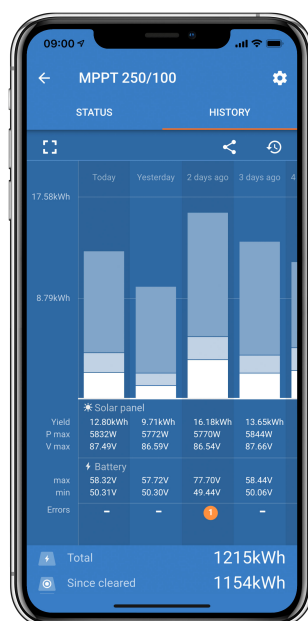 09:00
MPPT 250/100
STATUS HISTORY
Today Yesterday 2 days ago 3 days ago 4
17.58kWh
8.79kWh
Solar panel
Yield 12.80kWh 9.71kWh 16.18kWh 13.65kWh
P max 5832W 5772W 5770W 5844W
V max 87.49V 86.59V 86.54V 87.66V
Battery
max 58.32V 57.72V 77.70V 58.44V
min 50.31V 50.30V 49.44V 50.06V
Errors – – 1 –
Total 1215kWh
Since cleared 1154kWh